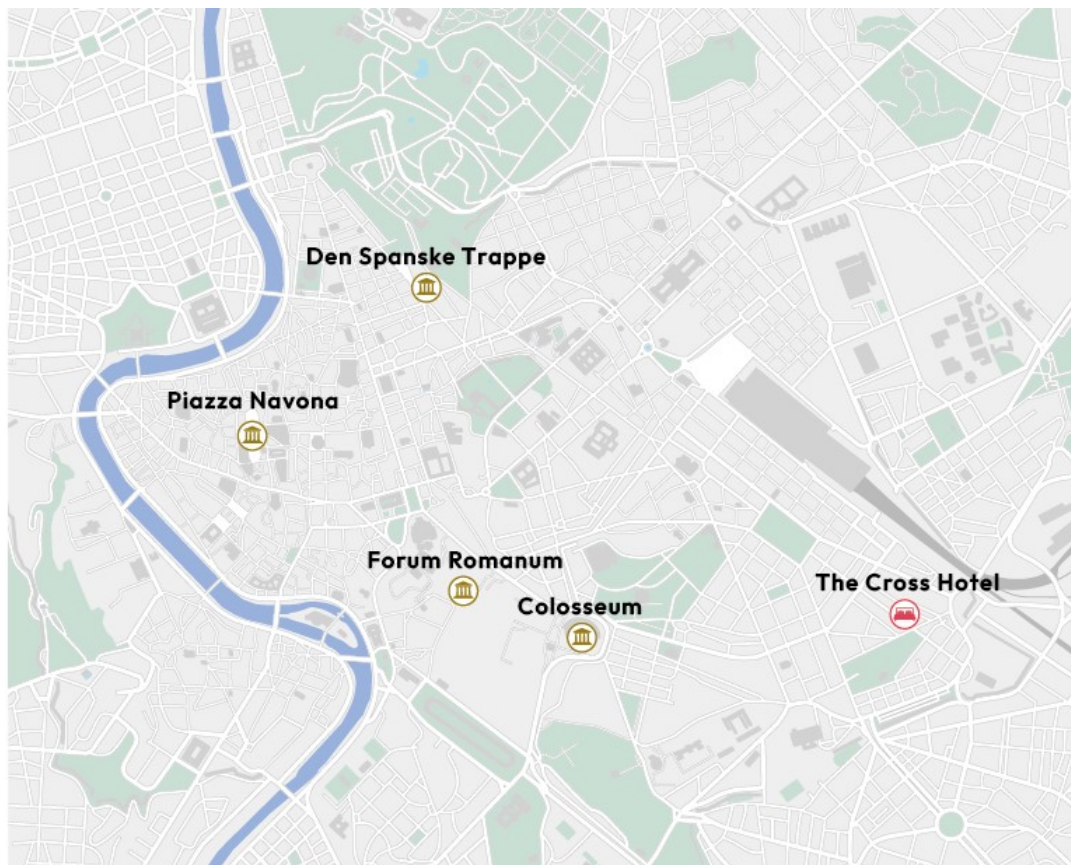 Den Spanske Trappe
Piazza Navona
Forum Romanum
The Cross Hotel
Colosseum